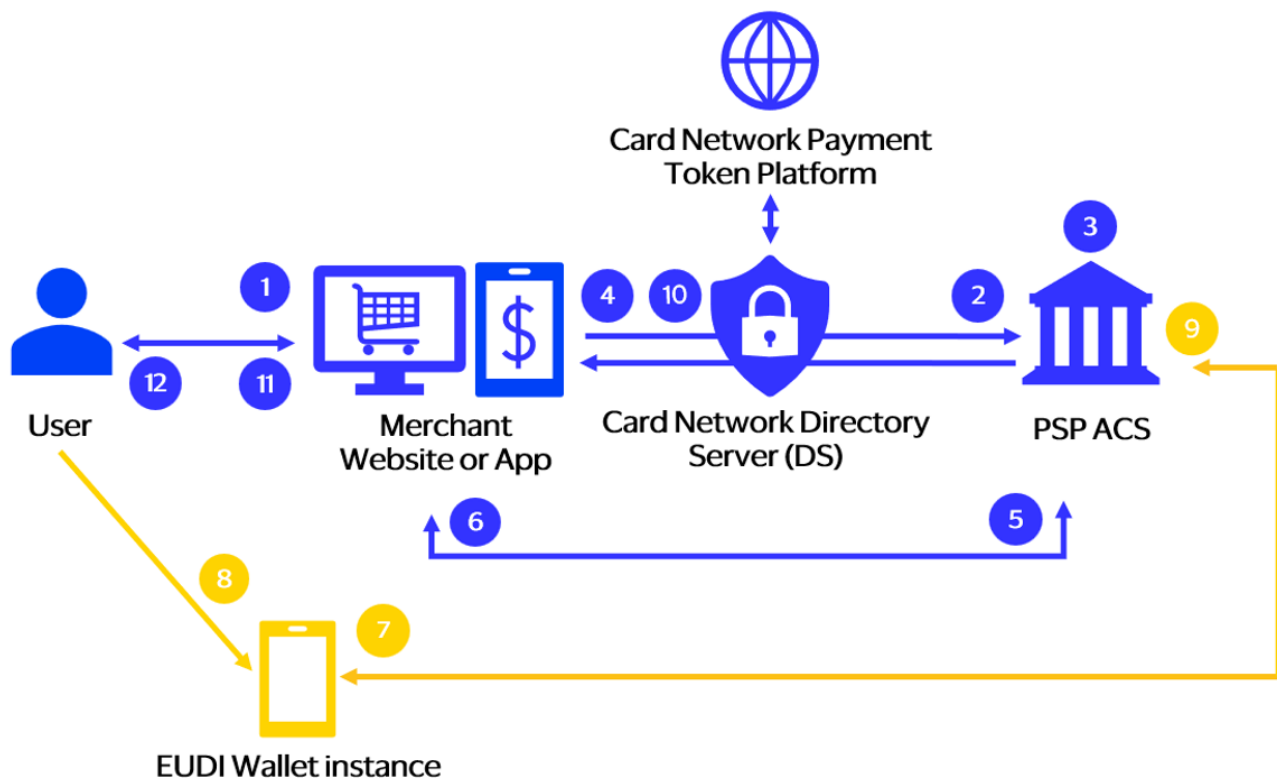 Card Network Payment
Token Platform
3
1
4
10
2
9
$
12
11
User
Merchant
Website or App
Card Network Directory
Server (DS)
PSP ACS
6
5
8
7
EUDI Wallet instance